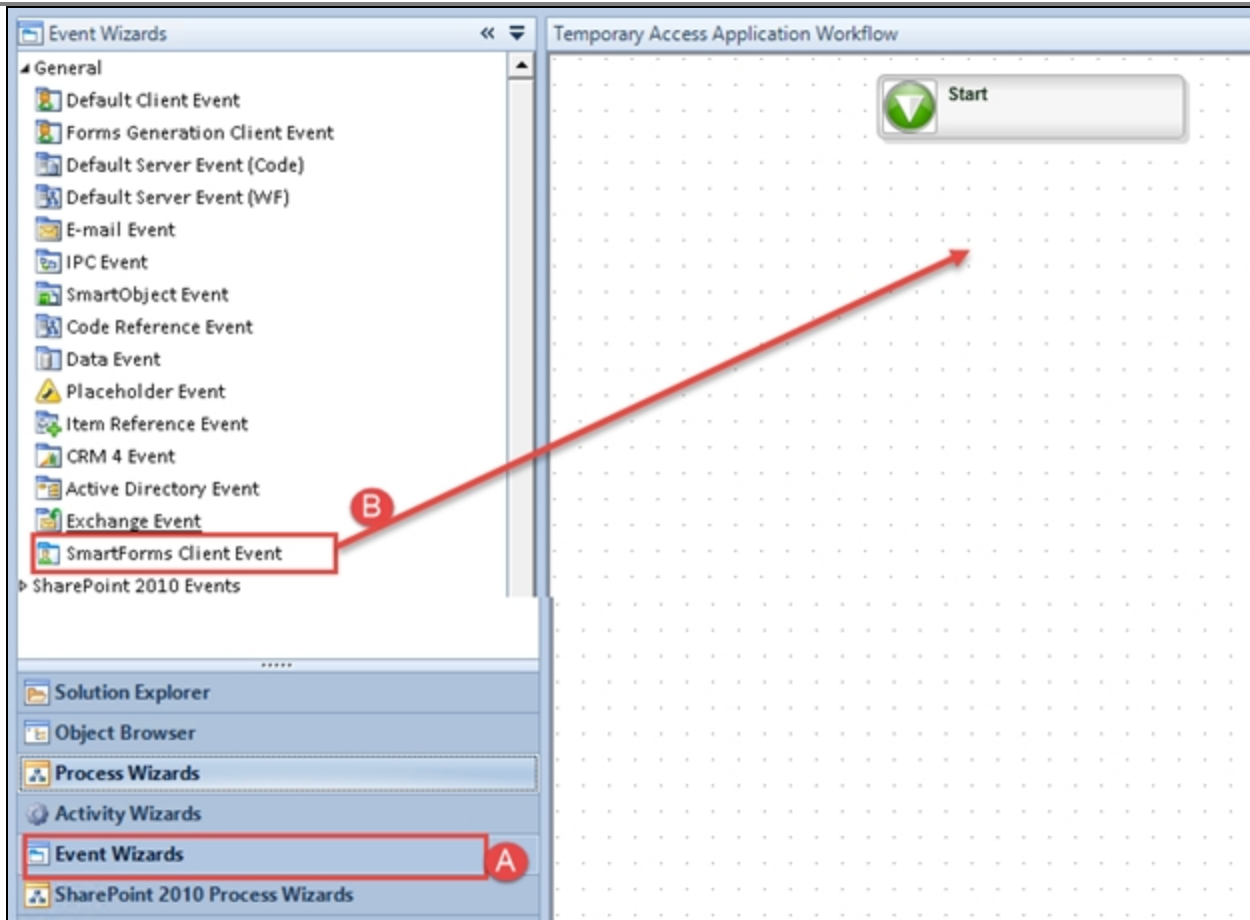 Event Wizards
Temporary Access Application Workflow
General
Default Client Event
Forms Generation Client Event
Default Server Event (Code)
Default Server Event (WF)
E-mail Event
IPC Event
SmartObject Event
Code Reference Event
Data Event
Placeholder Event
Item Reference Event
CRM 4 Event
Active Directory Event
Exchange Event
SmartForms Client Event
SharePoint 2010 Events
Start
B
Solution Explorer
Object Browser
Process Wizards
Activity Wizards
Event Wizards
A
SharePoint 2010 Process Wizards